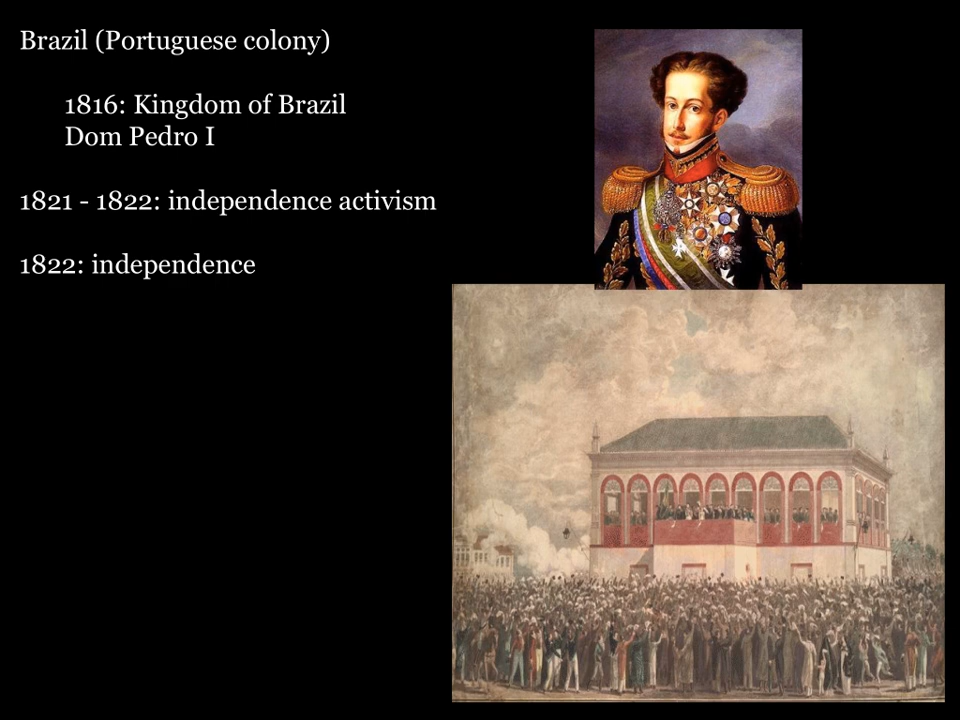 Brazil (Portuguese colony)
1816: Kingdom of Brazil
Dom Pedro I
1821 - 1822: independence activism
1822: independence